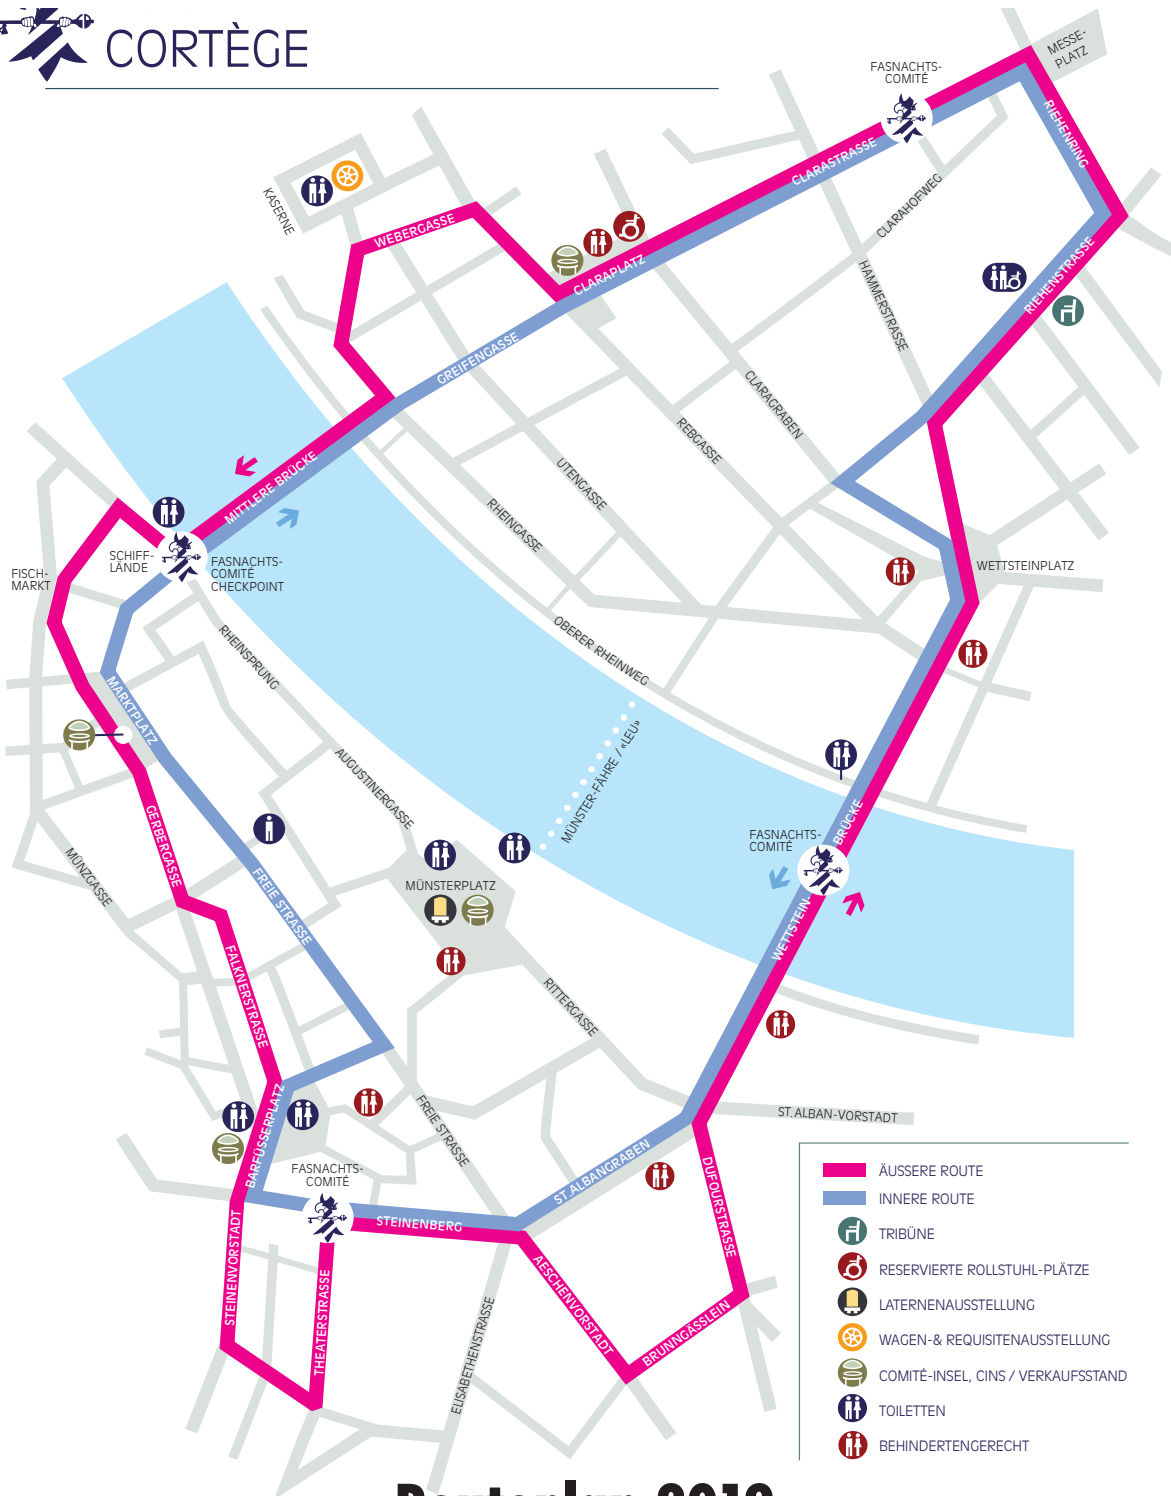 CORTÈGE
MESSE-
PLATZ
FASNACHTS-
COMITÉ
RIEHENRING
CLARASTRASSE
CLARAHOFWEG
KASERNE
WEBERGASSE
CLARAPLATZ
HAMMERSTRASSE
RIEHENSTRASSE
GREIFENGASSE
CLARAGRABEN
REBGASSE
UTENGASSE
RHEINGASSE
MITTLERE BRÜCKE
SCHIFF-
LÄNDE
FASNACHTS-
COMITÉ
CHECKPOINT
FISCH-
MARKT
WETTSTEINPLATZ
OBERER RHEINWEG
RHEINSPRUNG
MARKTPLATZ
MÜNSTER-FÄHRE / «LEU»
AUGUSTINERGASSE
GERBERGASSE
MÜNZGASSE
FREIE STRASSE
FASNACHTS-
COMITÉ
WETTSTEIN
BRÜCKE
MÜNSTERPLATZ
FALKNERSTRASSE
RITTERGASSE
FREIE STRASSE
ST. ALBAN-VORSTADT
BARFÜSSERPLATZ
FASNACHTS-
COMITÉ
ST. ALBANGRABEN
DUFOURSTRASSE
STEINENBERG
STEINENVORSTADT
THEATERSTRASSE
AESCHENVORSTADT
BRUNNGÄSSLEIN
ELISABETHENSTRASSE
ÄUSSERE ROUTE
INNERE ROUTE
TRIBÜNE
RESERVIERTE ROLLSTUHL-PLÄTZE
LATERNENAUSSTELLUNG
WAGEN-& REQUISITENAUSSTELLUNG
COMITÉ-INSEL, CINS / VERKAUFSSTAND
TOILETTEN
BEHINDERTENGERECHT